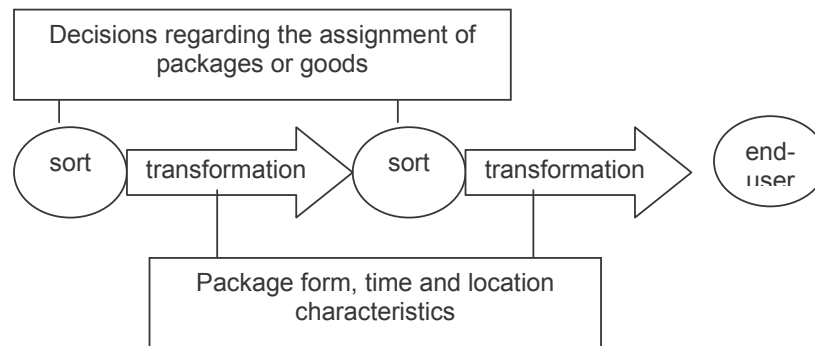 Decisions regarding the assignment of
packages or goods
sort
transformation
sort
transformation
end-
user
Package form, time and location
characteristics